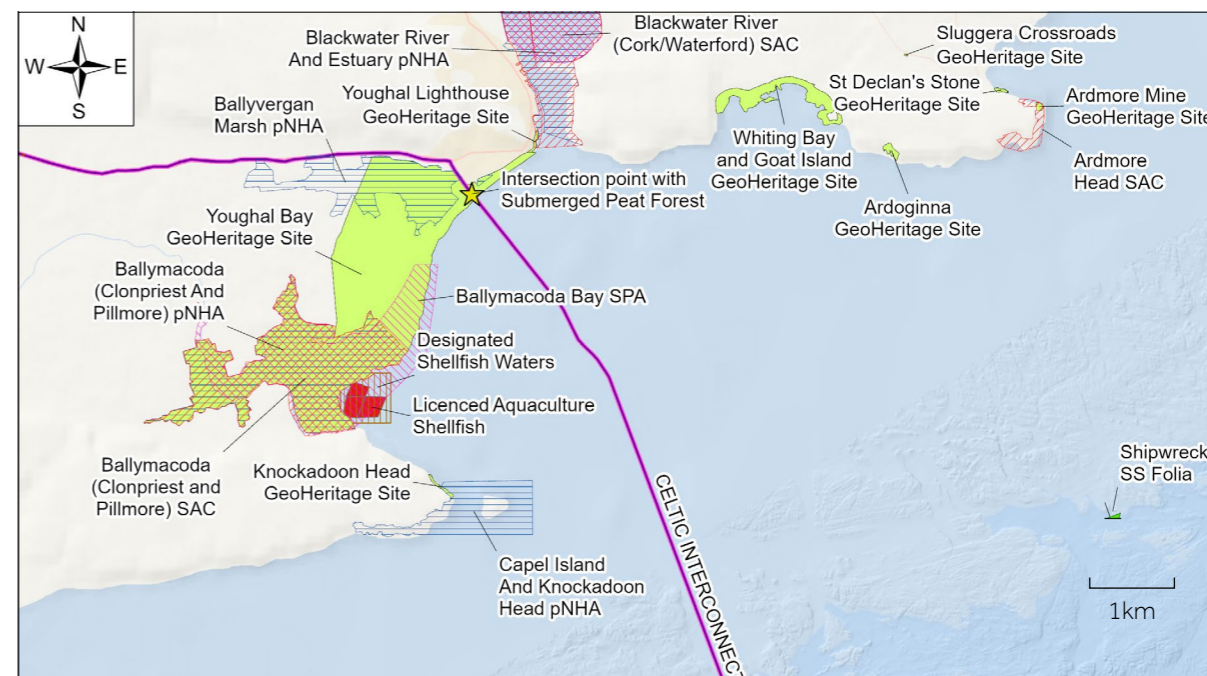 N
W
E
S
Blackwater River
And Estuary pNHA
Blackwater River
(Cork/Waterford) SAC
Sluggera Crossroads
GeoHeritage Site
Youghal Lighthouse
GeoHeritage Site
St Declan's Stone
GeoHeritage Site
Ardmore Mine
GeoHeritage Site
Ballyvergan
Marsh pNHA
Whiting Bay
and Goat Island
GeoHeritage Site
Ardmore
Head SAC
Intersection point with
Submerged Peat Forest
Ardoginna
GeoHeritage Site
Youghal Bay
GeoHeritage Site
Ballymacoda
(Clonpriest And
Pillmore) pNHA
Ballymacoda Bay SPA
Designated
Shellfish Waters
Licenced Aquaculture
Shellfish
Ballymacoda
(Clonpriest and
Pillmore) SAC
Knockadoon Head
GeoHeritage Site
Shipwreck
SS Folia
CELTIC INTERCONNECT
Capel Island
And Knockadoon
Head pNHA
1km